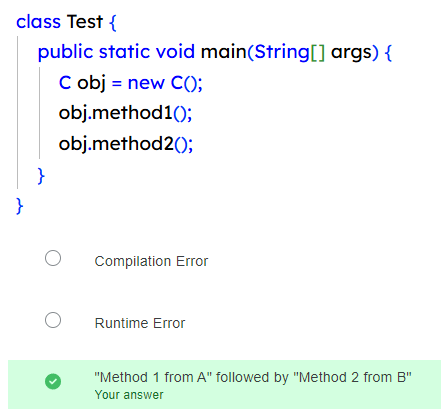 class Test {
public static void main(String[] args) {
C obj = new C();
obj.method1();
obj.method2();
}
}
Compilation Error
Runtime Error
"Method 1 from A" followed by "Method 2 from B"
Your answer